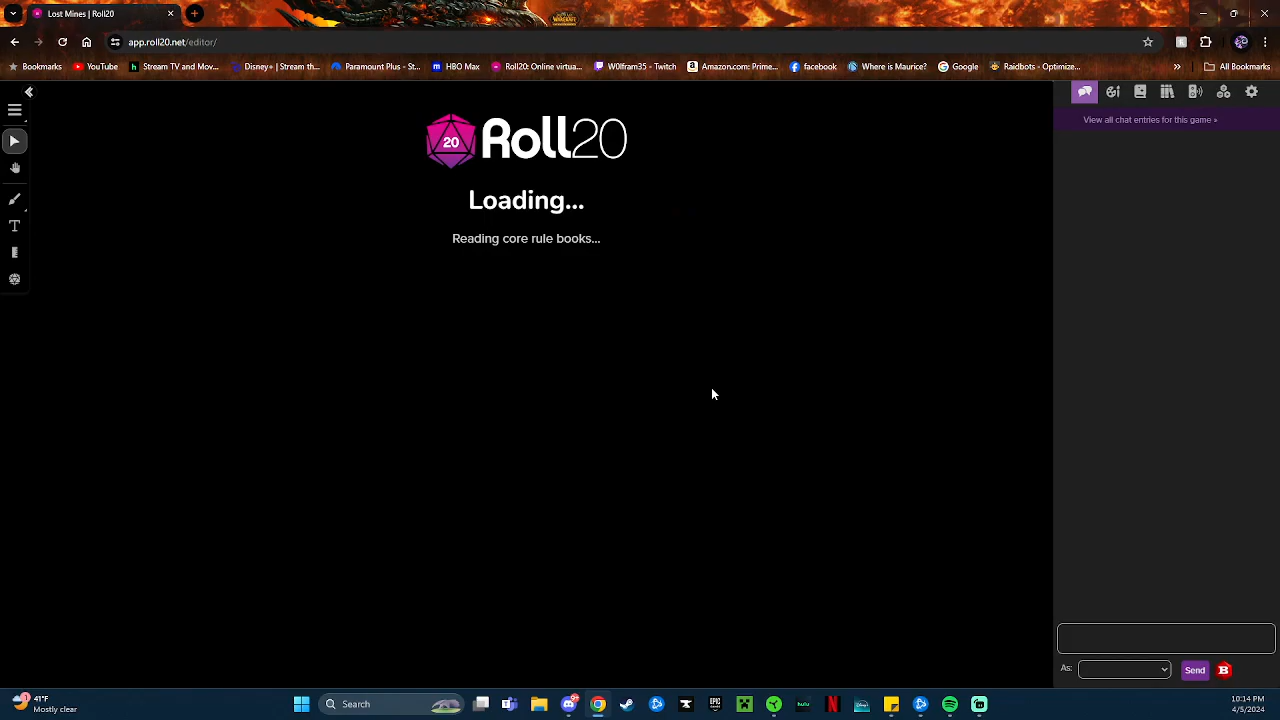 Lost Mines | Roll20
app.roll20.net/editor/
Bookmarks
YouTube
Stream TV and Mov...
Disney+ | Stream th...
Paramount Plus - St...
HBO Max
Roll20: Online virtua...
W0lfram35 - Twitch
Amazon.com: Prime...
facebook
Where is Maurice?
Google
Raidbots - Optimize...
All Bookmarks
20 Roll20
Loading...
Reading core rule books...
View all chat entries for this game »
As:
Send
B
41°F
Mostly clear
Search
hulu
10:14 PM
4/5/2024